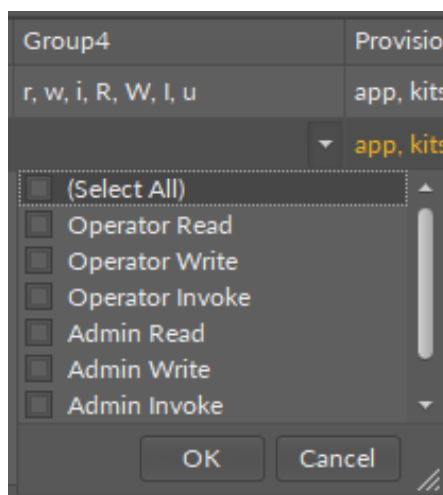 Group4 Provisio
r, w, i, R, W, I, u app, kits
app, kits
(Select All)
Operator Read
Operator Write
Operator Invoke
Admin Read
Admin Write
Admin Invoke
OK Cancel